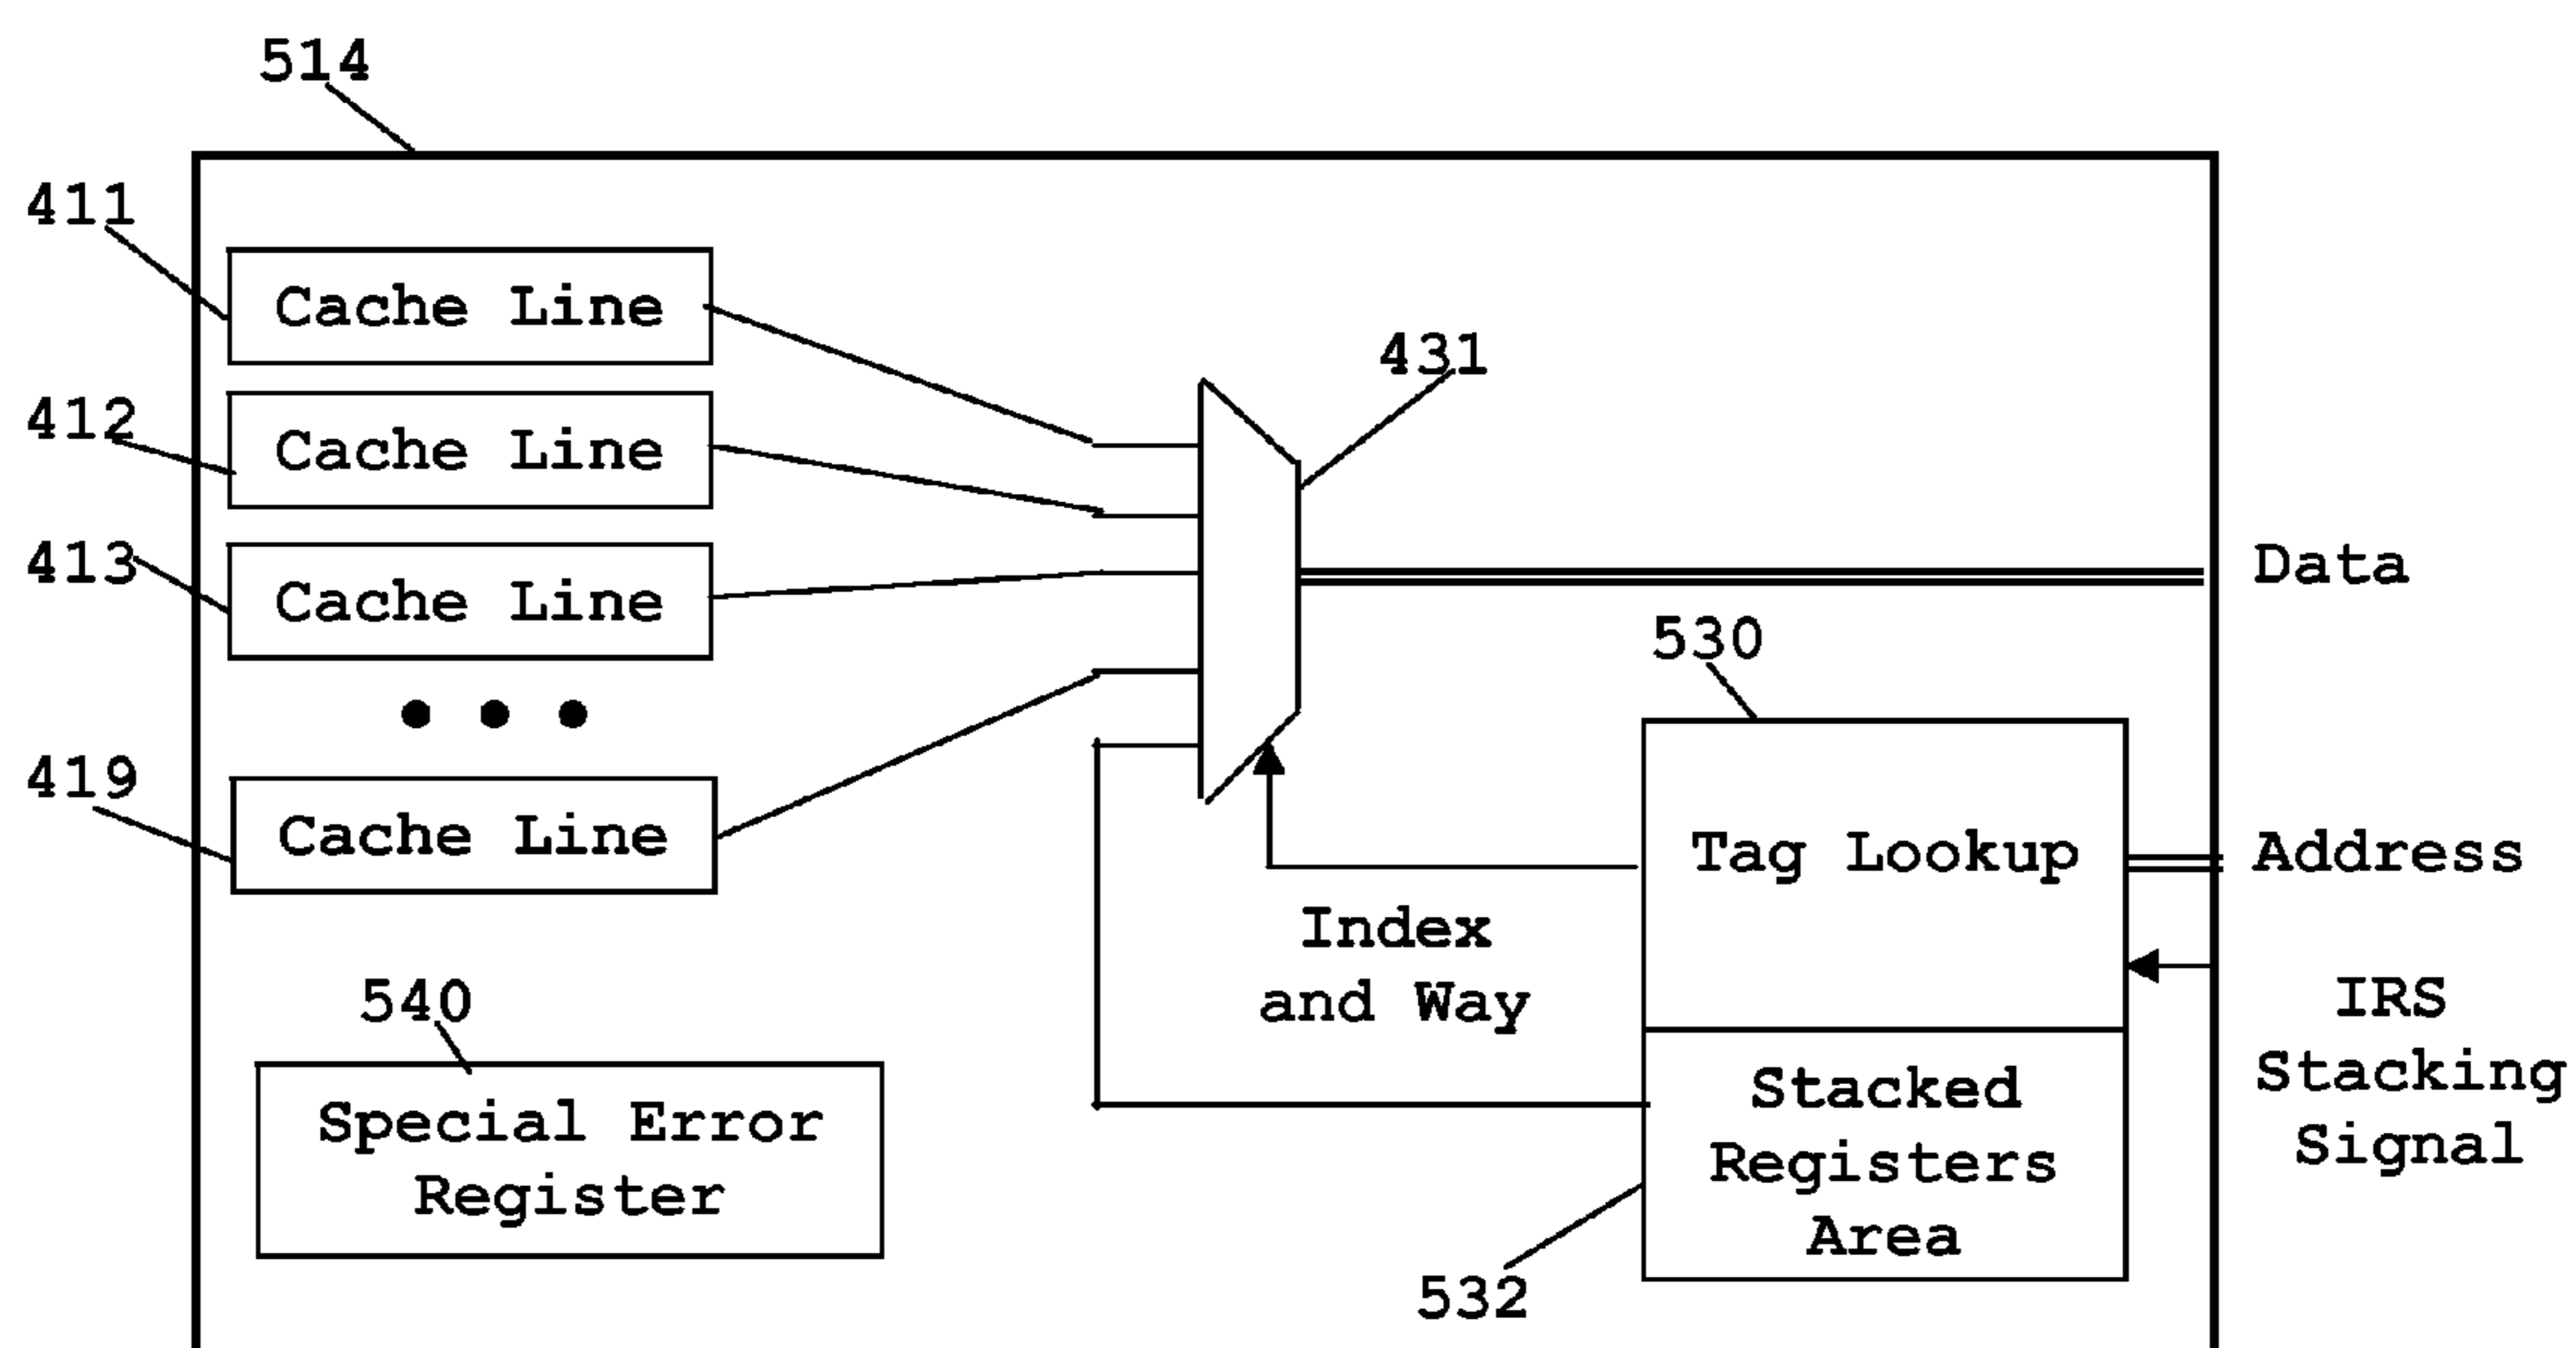 514
411
Cache Line
431
412
Cache Line
413
Cache Line
Data
530
419
Cache Line
Tag Lookup
Address
Index
and Way
540
Special Error
Register
IRS
Stacking
Signal
Stacked
Registers
Area
532